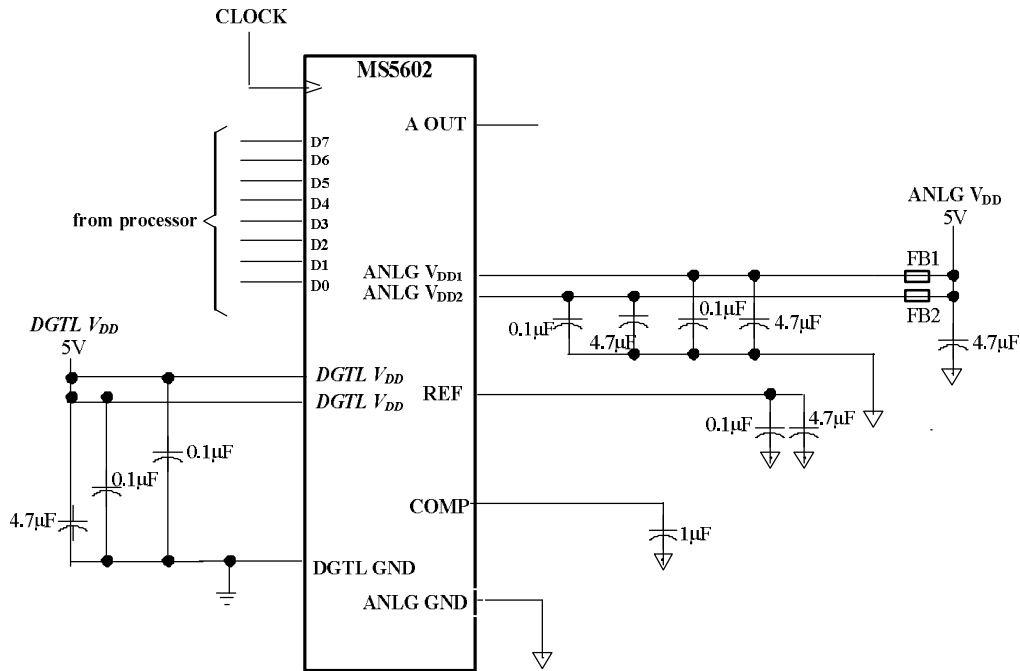 CLOCK
MS5602
A OUT
D7
D6
D5
D4
D3
D2
D1
D0
from processor
ANLG VDD
5V
FB1
FB2
ANLG VDD1
ANLG VDD2
0.1µF
4.7µF
0.1µF
4.7µF
4.7µF
DGTL VDD
5V
DGTL VDD
DGTL VDD
REF
0.1µF
4.7µF
0.1µF
0.1µF
4.7µF
COMP
1µF
DGTL GND
ANLG GND